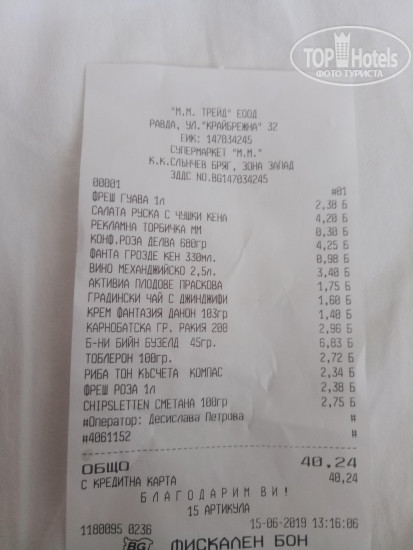 TOP Hotels
ФОТО ТУРИСТА
"М.М. ТРЕЙД" ЕООД
РАВДА, УЛ."КРАЙБРЕЖНА" 32
ЕИК: 147034245
СУПЕРМАРКЕТ "М.М."
К.К.СЛЪНЧЕВ БРЯГ, ЗОНА ЗАПАД
ЗДДС NO.BG147034245
00001 #01
ФРЕШ ГУАВА 1л 2,38 Б
САЛАТА РУСКА С ЧУШКИ КЕНА 4,20 Б
РЕКЛАМНА ТОРБИЧКА ММ 0,30 Б
КОНФ.РОЗА ДЕЛВА 680гр 4,25 Б
ФАНТА ГРОЗДЕ КЕН 330мл. 0,98 Б
ВИНО МЕХАНДЖИЙСКО 2,5л. 3,40 Б
АКТИВИА ПЛОДОВЕ ПРАСКОВА 1,75 Б
ГРАДИНСКИ ЧАЙ С ДЖИНДЖИФИ 1,60 Б
КРЕМ ФАНТАЗИЯ ДАНОН 103гр 1,40 Б
КАРНОБАТСКА ГР. РАКИЯ 200 2,96 Б
Б-НИ БИЙН БУЗЕЛД 45гр. 6,83 Б
ТОБЛЕРОН 100гр. 2,72 Б
РИБА ТОН КЪСЧЕТА КОМПАС 2,34 Б
ФРЕШ РОЗА 1л 2,38 Б
CHIPSLETTEN СМЕТАНА 100гр 2,75 Б
#Оператор: Десислава Петрова #
#4061152 #
ОБЩО 40,24
С КРЕДИТНА КАРТА 40,24
БЛАГОДАРИМ ВИ!
15 АРТИКУЛА
1180095 0236 15-06-2019 13:16:06
BG ФИСКАЛЕН БОН